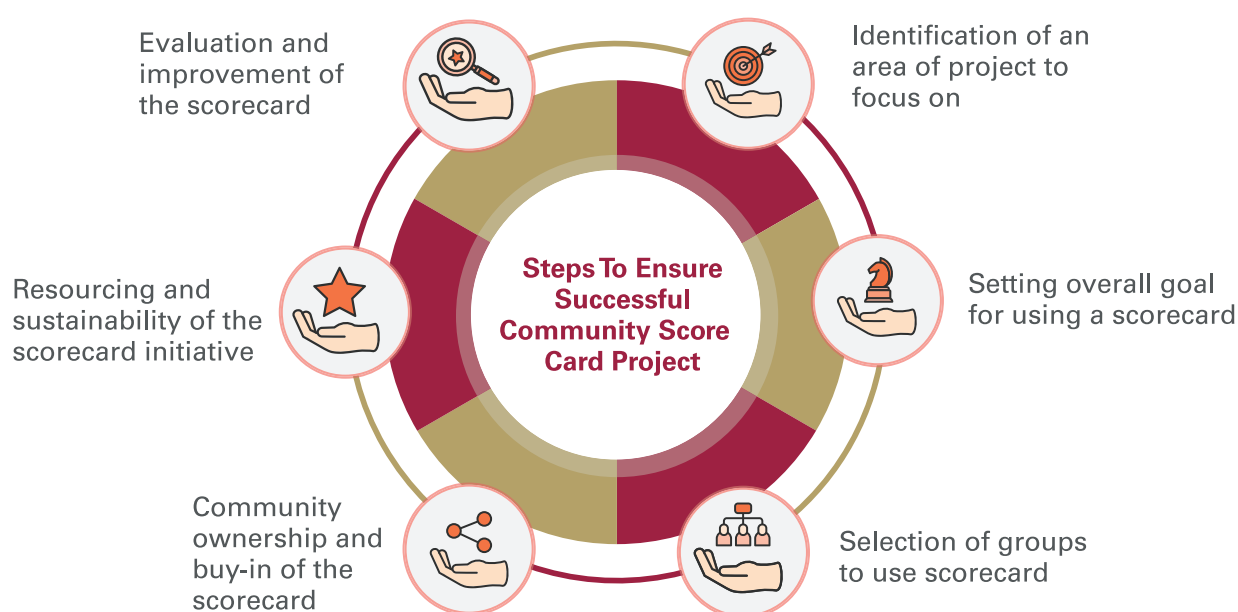 Steps To Ensure
Successful
Community Score
Card Project
Identification of an
area of project to
focus on
Setting overall goal
for using a scorecard
Selection of groups
to use scorecard
Community
ownership and
buy-in of the
scorecard
Resourcing and
sustainability of the
scorecard initiative
Evaluation and
improvement of
the scorecard